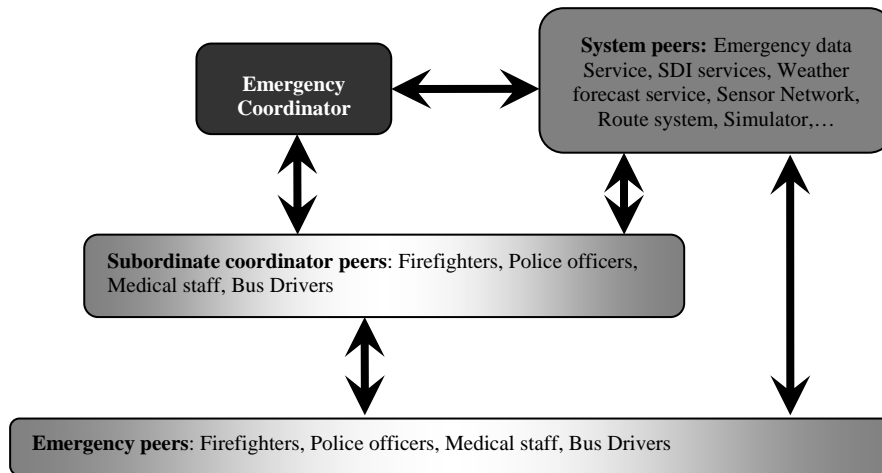 Emergency
Coordinator
System peers: Emergency data
Service, SDI services, Weather
forecast service, Sensor Network,
Route system, Simulator,…
Subordinate coordinator peers: Firefighters, Police officers,
Medical staff, Bus Drivers
Emergency peers: Firefighters, Police officers, Medical staff, Bus Drivers